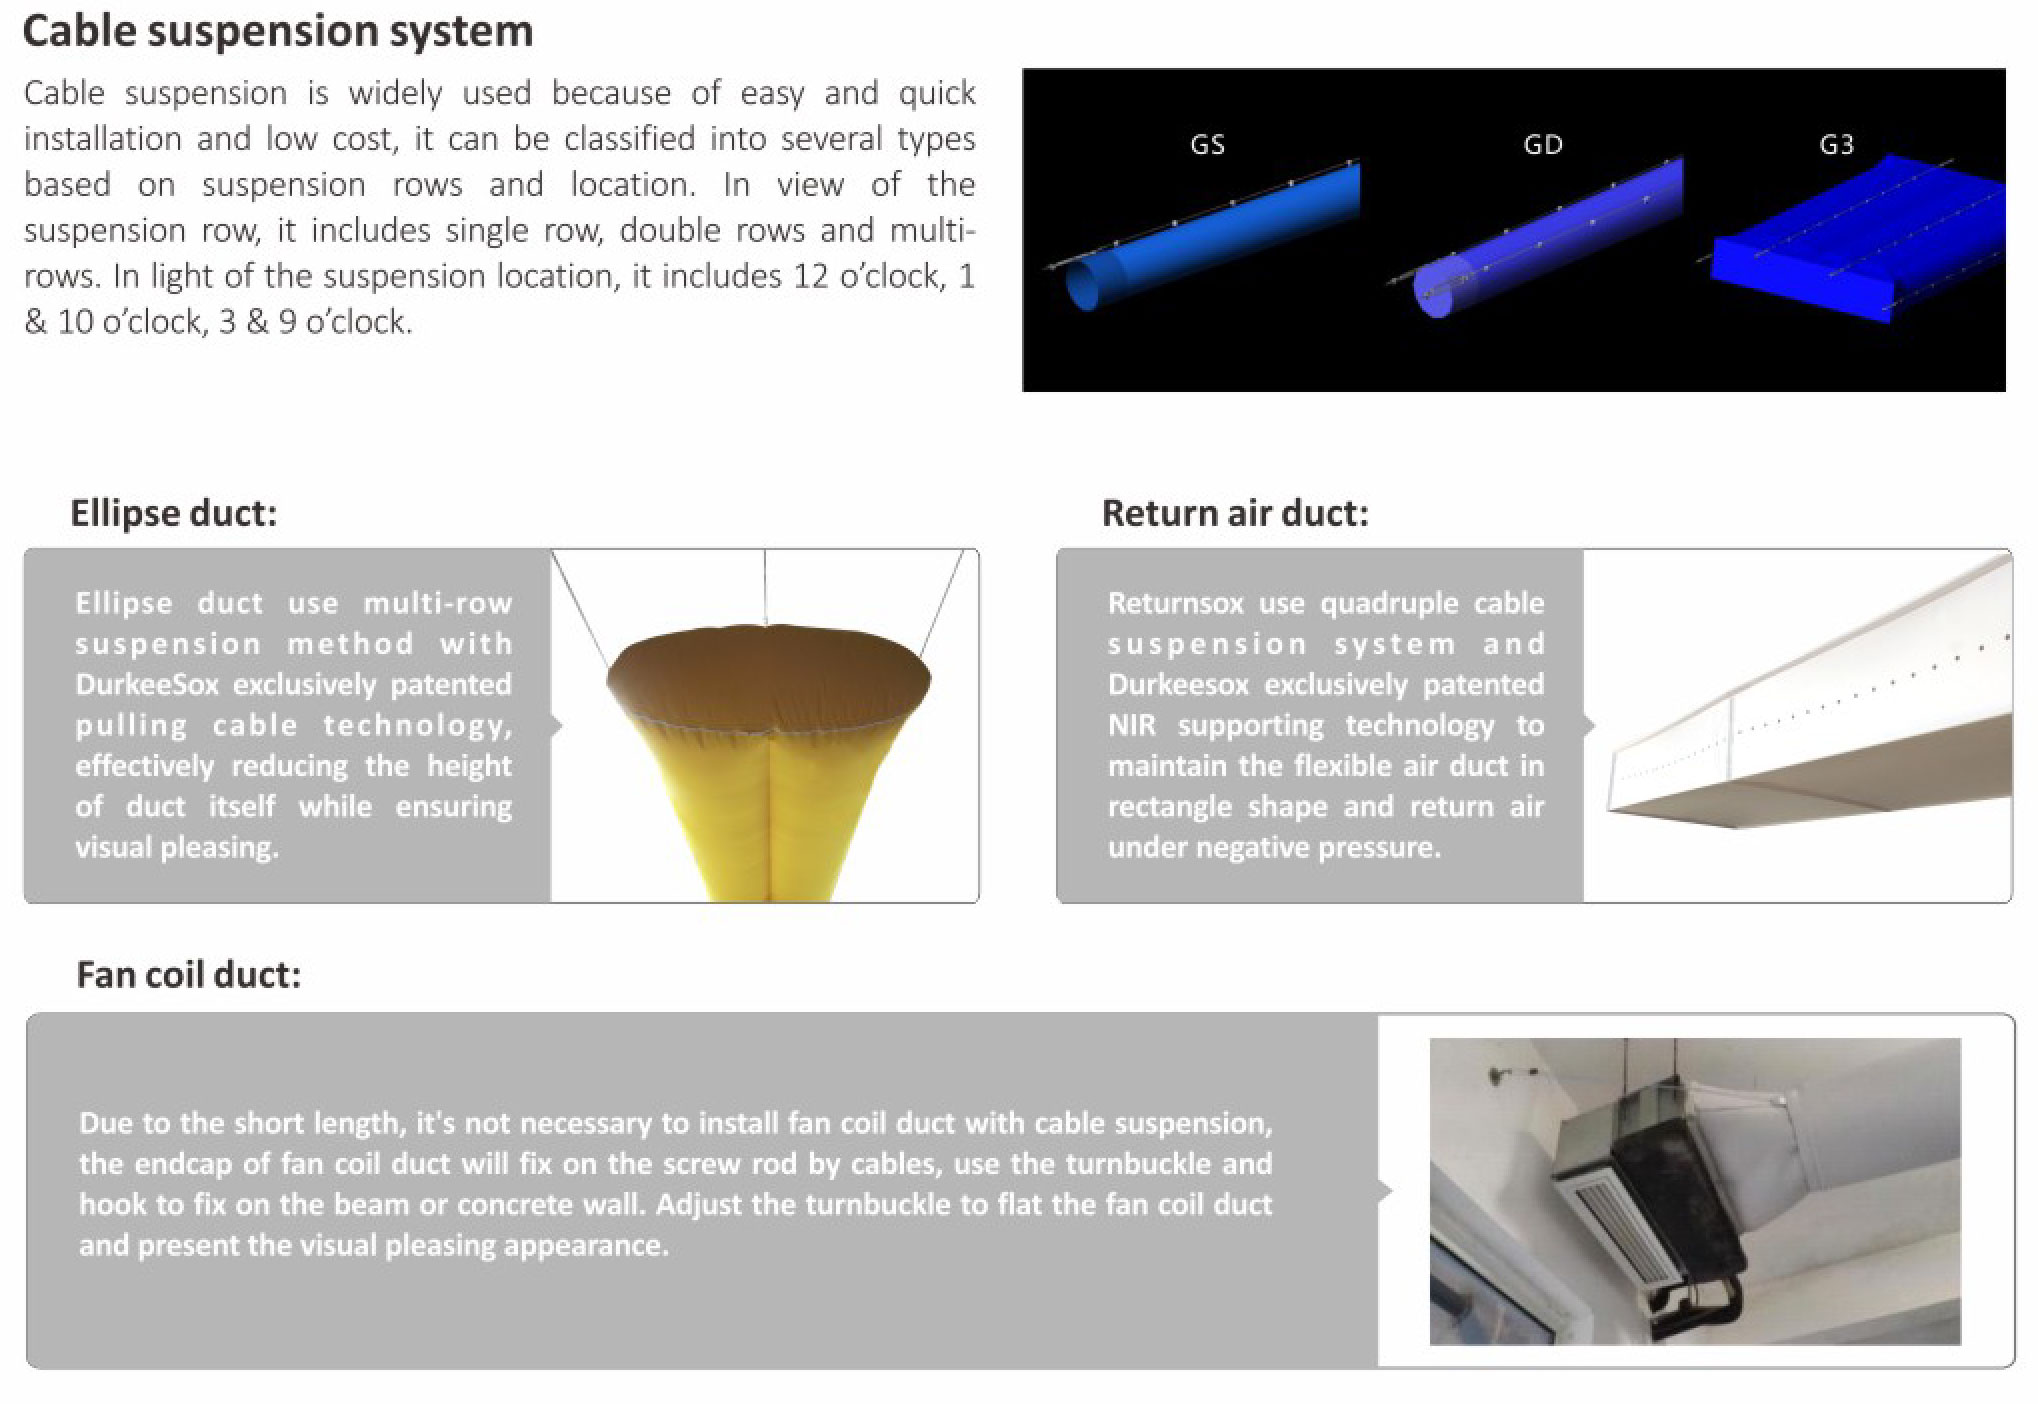 Cable suspension system
Cable suspension is widely used because of easy and quick
installation and low cost, it can be classified into several types
based on suspension rows and location. In view of the
suspension row, it includes single row, double rows and multi-
rows. In light of the suspension location, it includes 12 o’clock, 1
& 10 o’clock, 3 & 9 o’clock.
GS
GD
G3
Ellipse duct:
Ellipse duct use multi-row
suspension method with
DurkeeSox exclusively patented
pulling cable technology,
effectively reducing the height
of duct itself while ensuring
visual pleasing.
Return air duct:
Returnsox use quadruple cable
suspension system and
Durkeesox exclusively patented
NIR supporting technology to
maintain the flexible air duct in
rectangle shape and return air
under negative pressure.
Fan coil duct:
Due to the short length, it's not necessary to install fan coil duct with cable suspension,
the endcap of fan coil duct will fix on the screw rod by cables, use the turnbuckle and
hook to fix on the beam or concrete wall. Adjust the turnbuckle to flat the fan coil duct
and present the visual pleasing appearance.